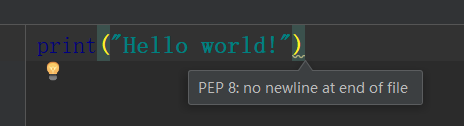 print("Hello world!")
PEP 8: no newline at end of file